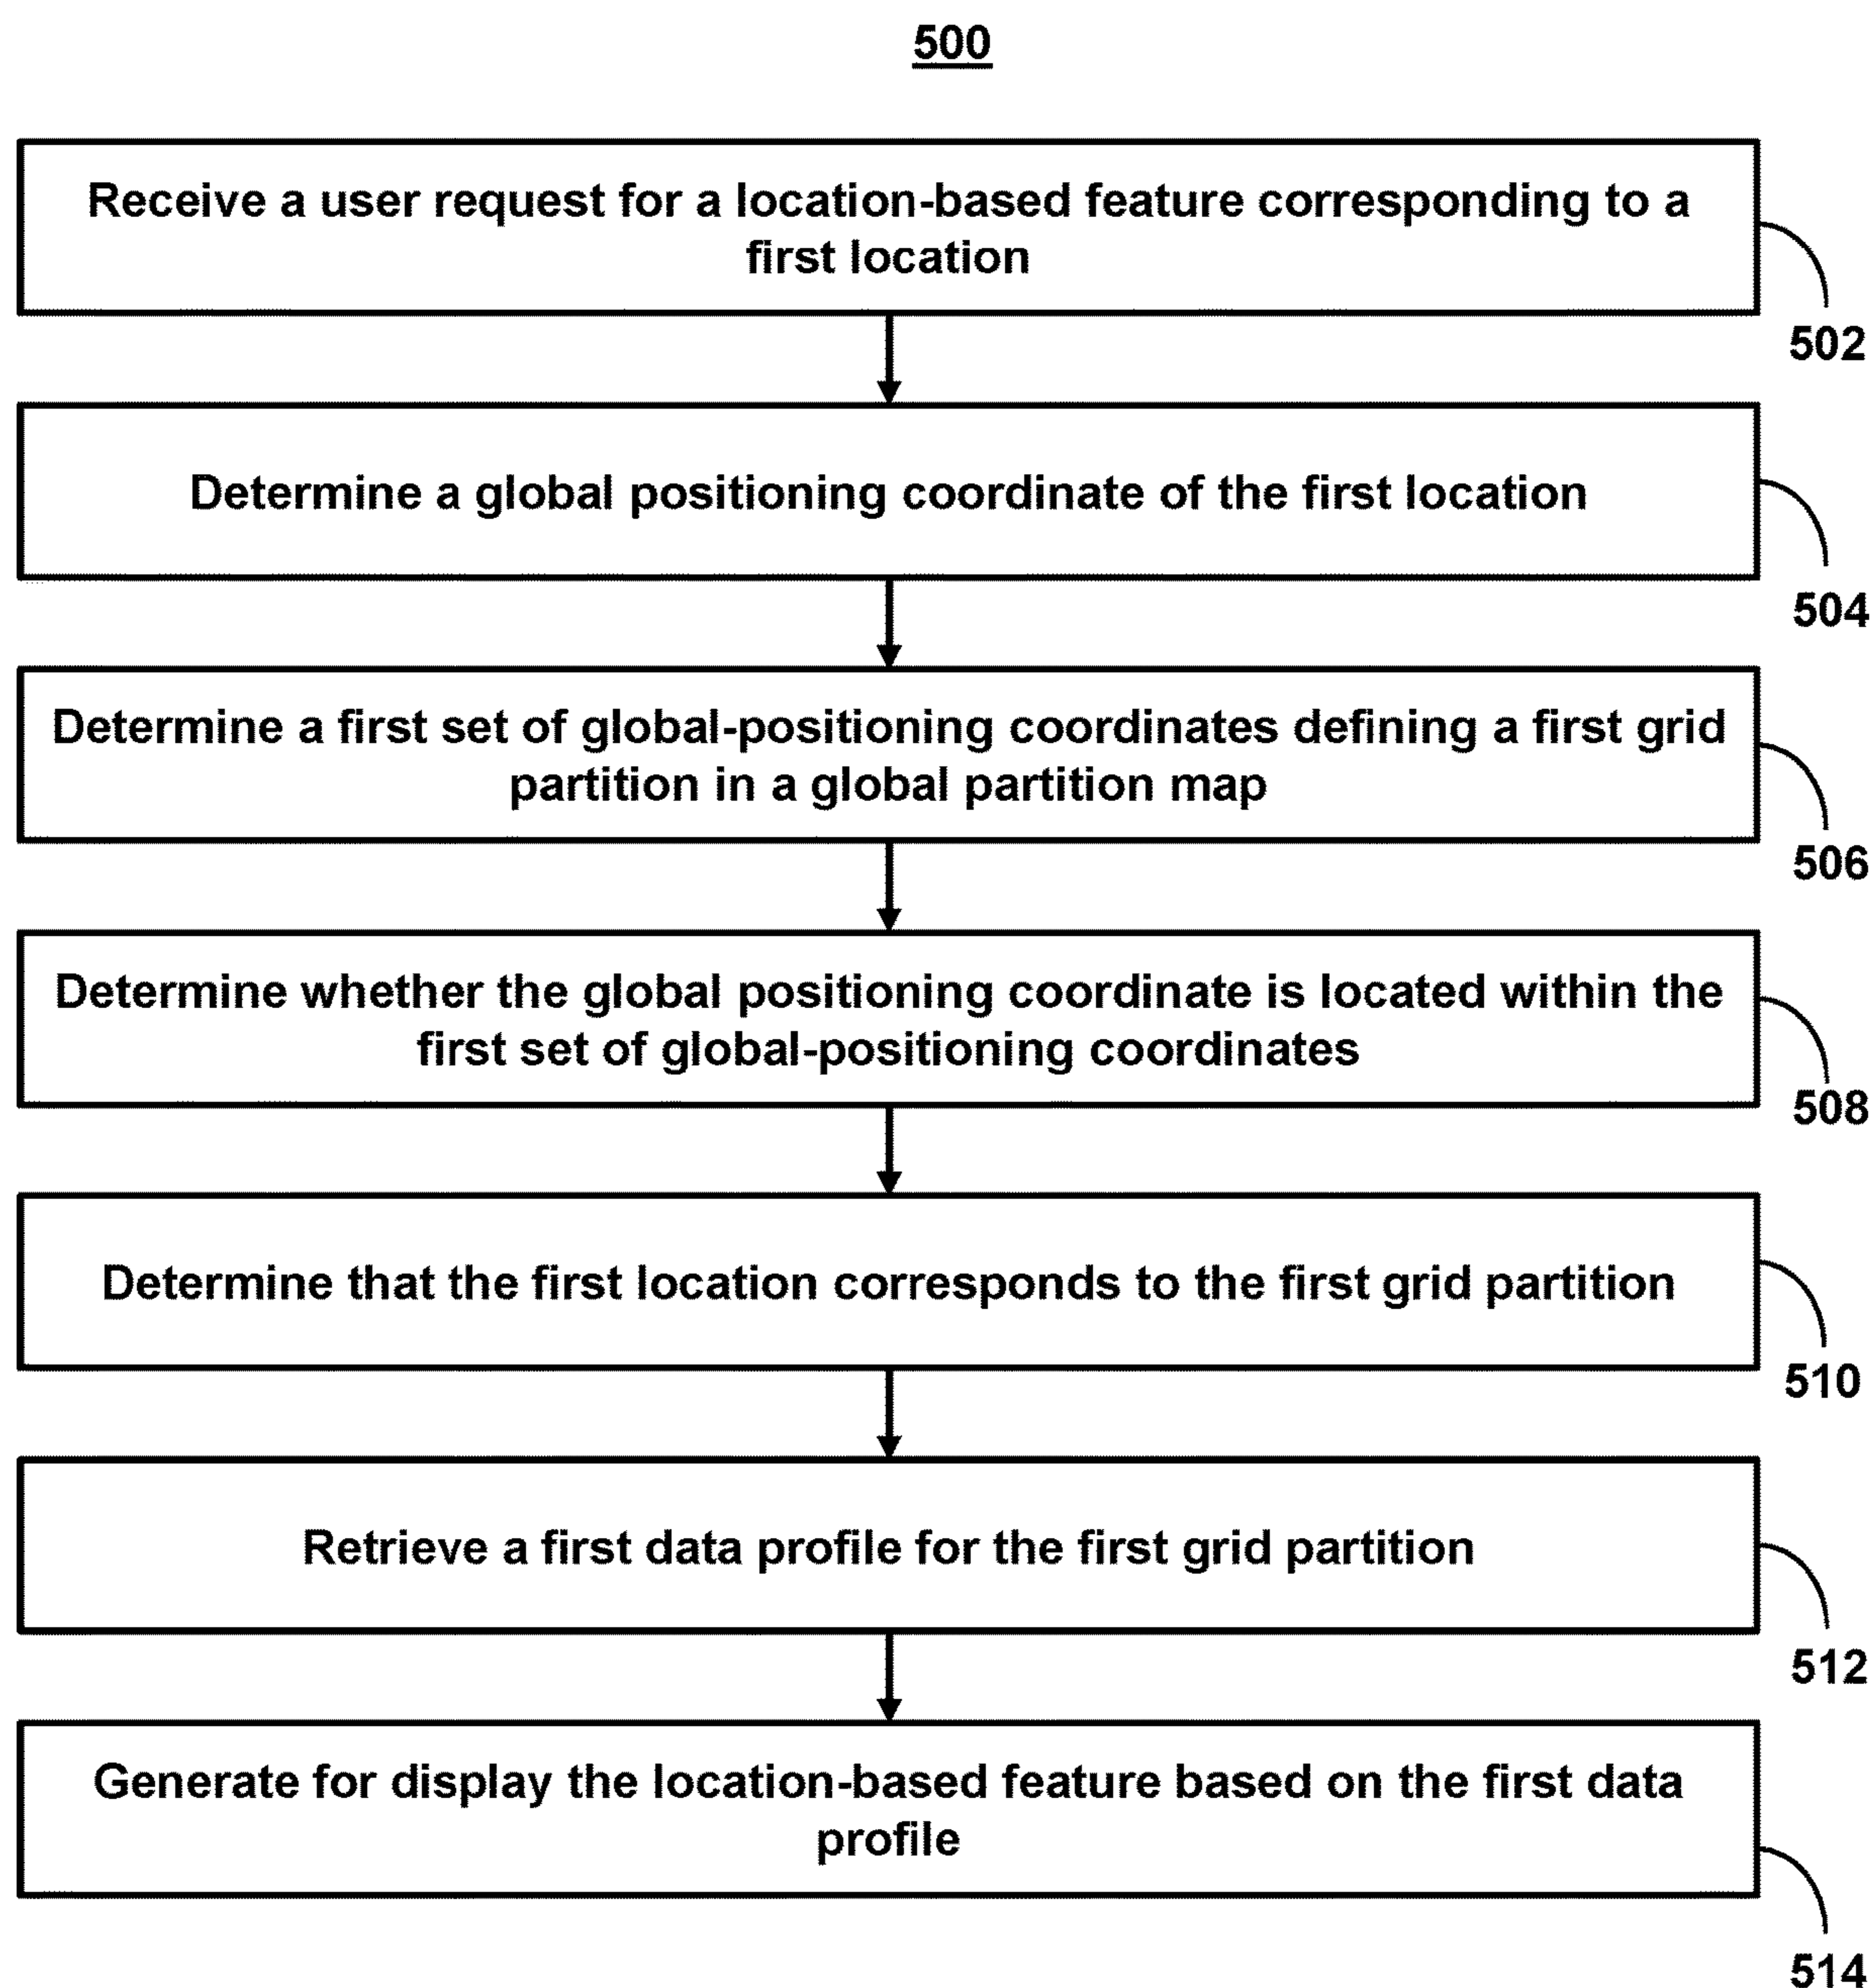 500
Receive a user request for a location-based feature corresponding to a
first location
502
Determine a global positioning coordinate of the first location
504
Determine a first set of global-positioning coordinates defining a first grid
partition in a global partition map
506
Determine whether the global positioning coordinate is located within the
first set of global-positioning coordinates
508
Determine that the first location corresponds to the first grid partition
510
Retrieve a first data profile for the first grid partition
512
Generate for display the location-based feature based on the first data
profile
514